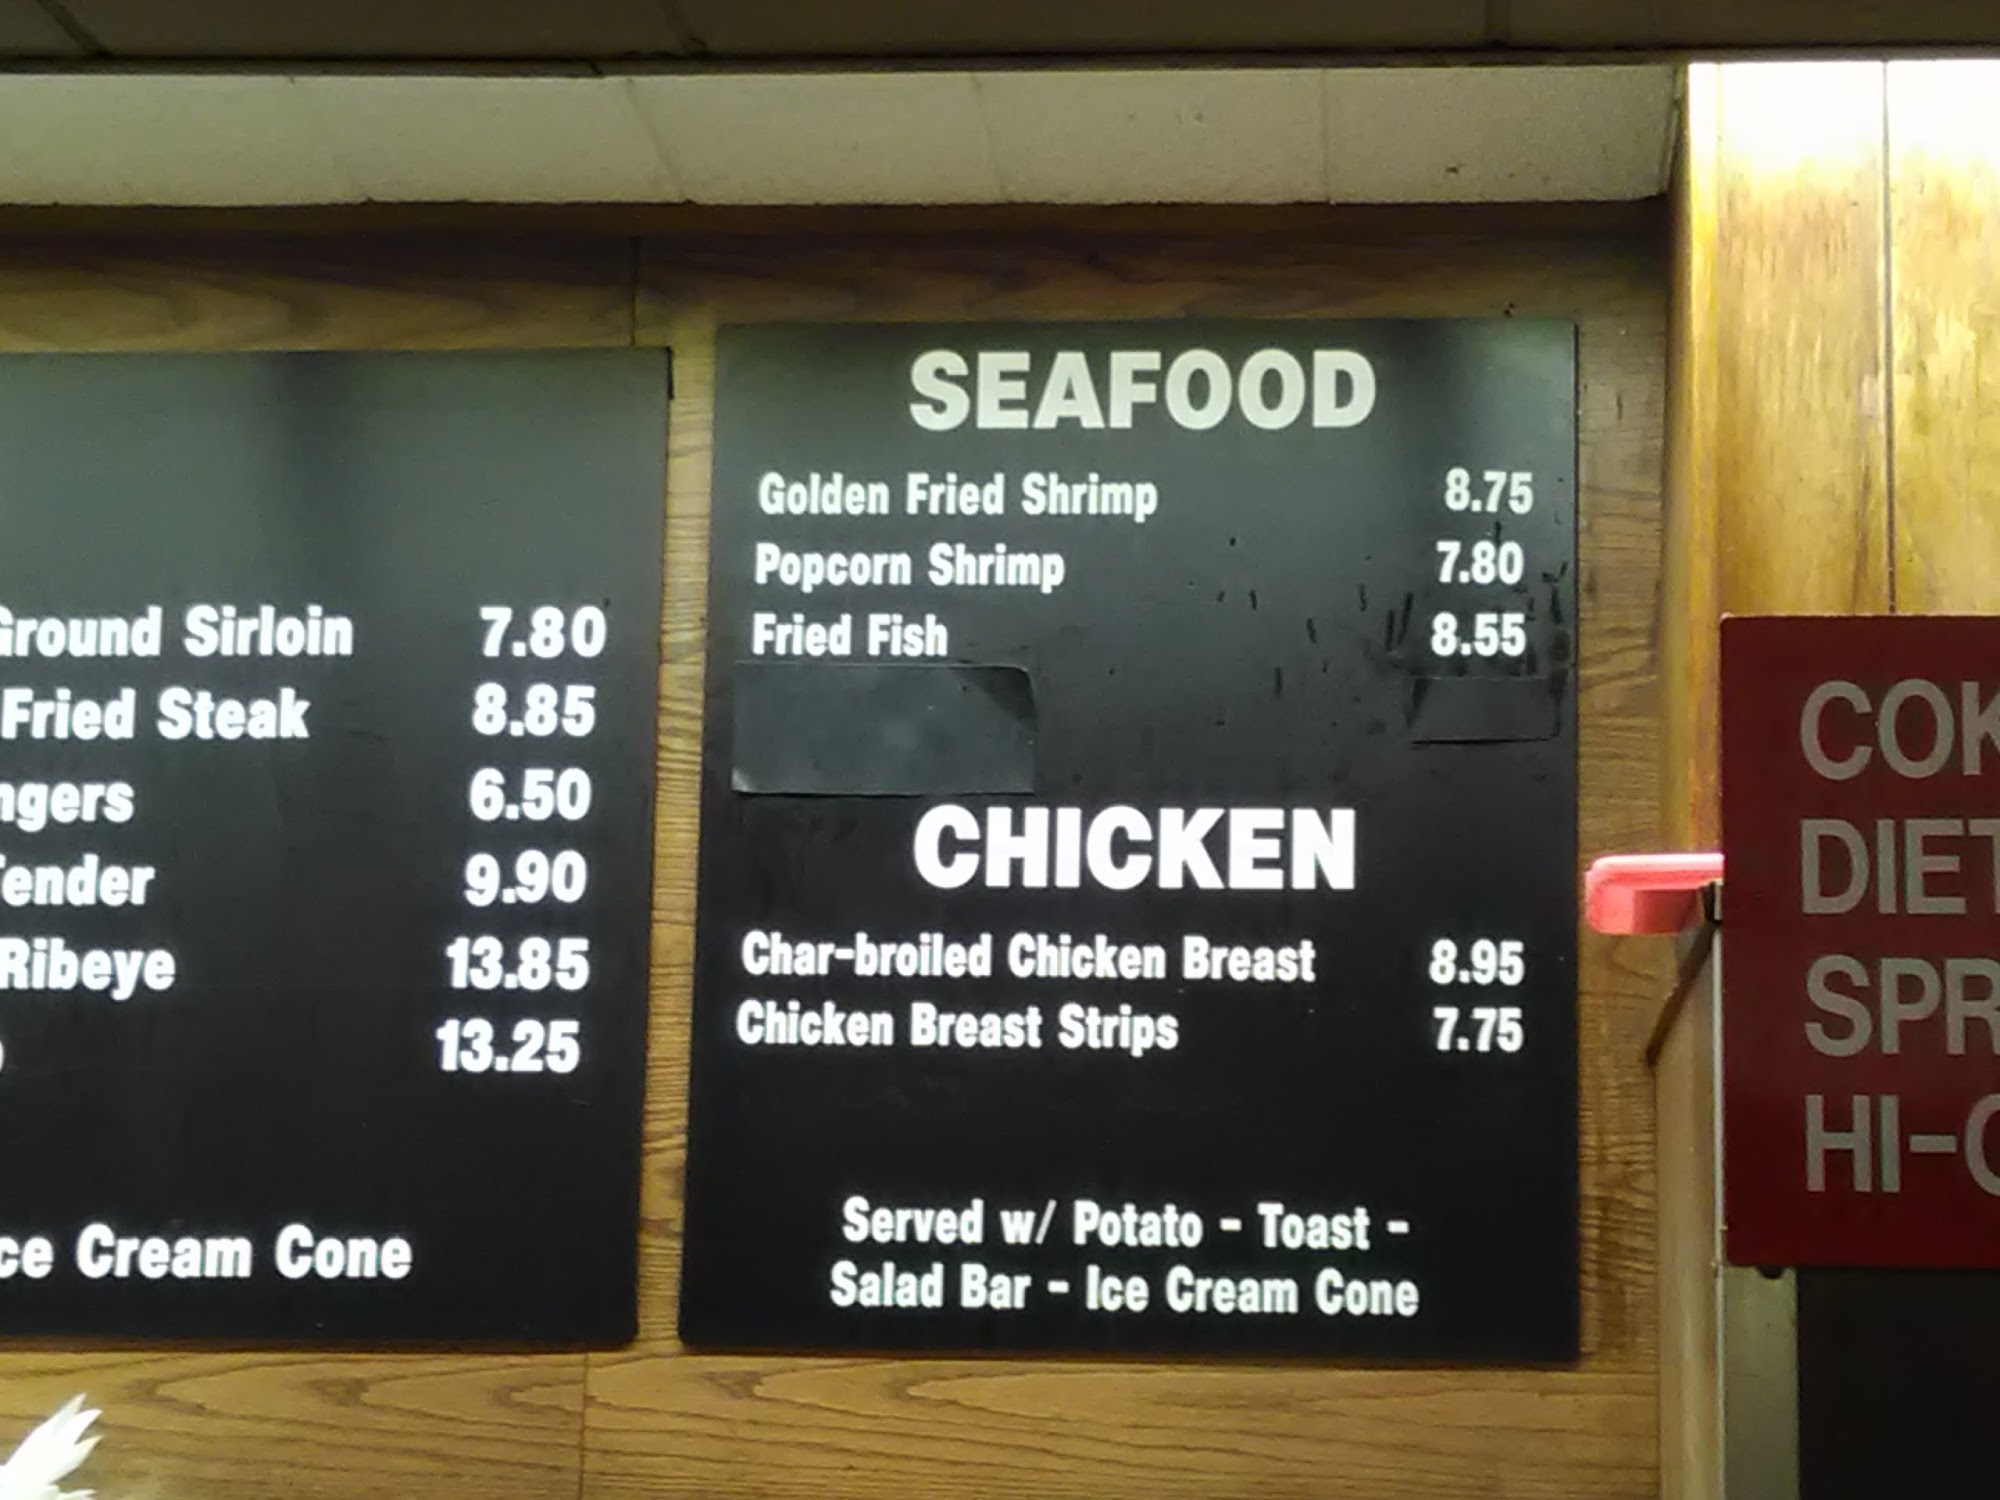 Ground Sirloin 7.80
Fried Steak 8.85
ngers 6.50
Tender 9.90
Ribeye 13.85
13.25
ce Cream Cone
SEAFOOD
Golden Fried Shrimp 8.75
Popcorn Shrimp 7.80
Fried Fish 8.55
CHICKEN
Char-broiled Chicken Breast 8.95
Chicken Breast Strips 7.75
Served w/ Potato - Toast -
Salad Bar - Ice Cream Cone
COK
DIET
SPR
HI-C